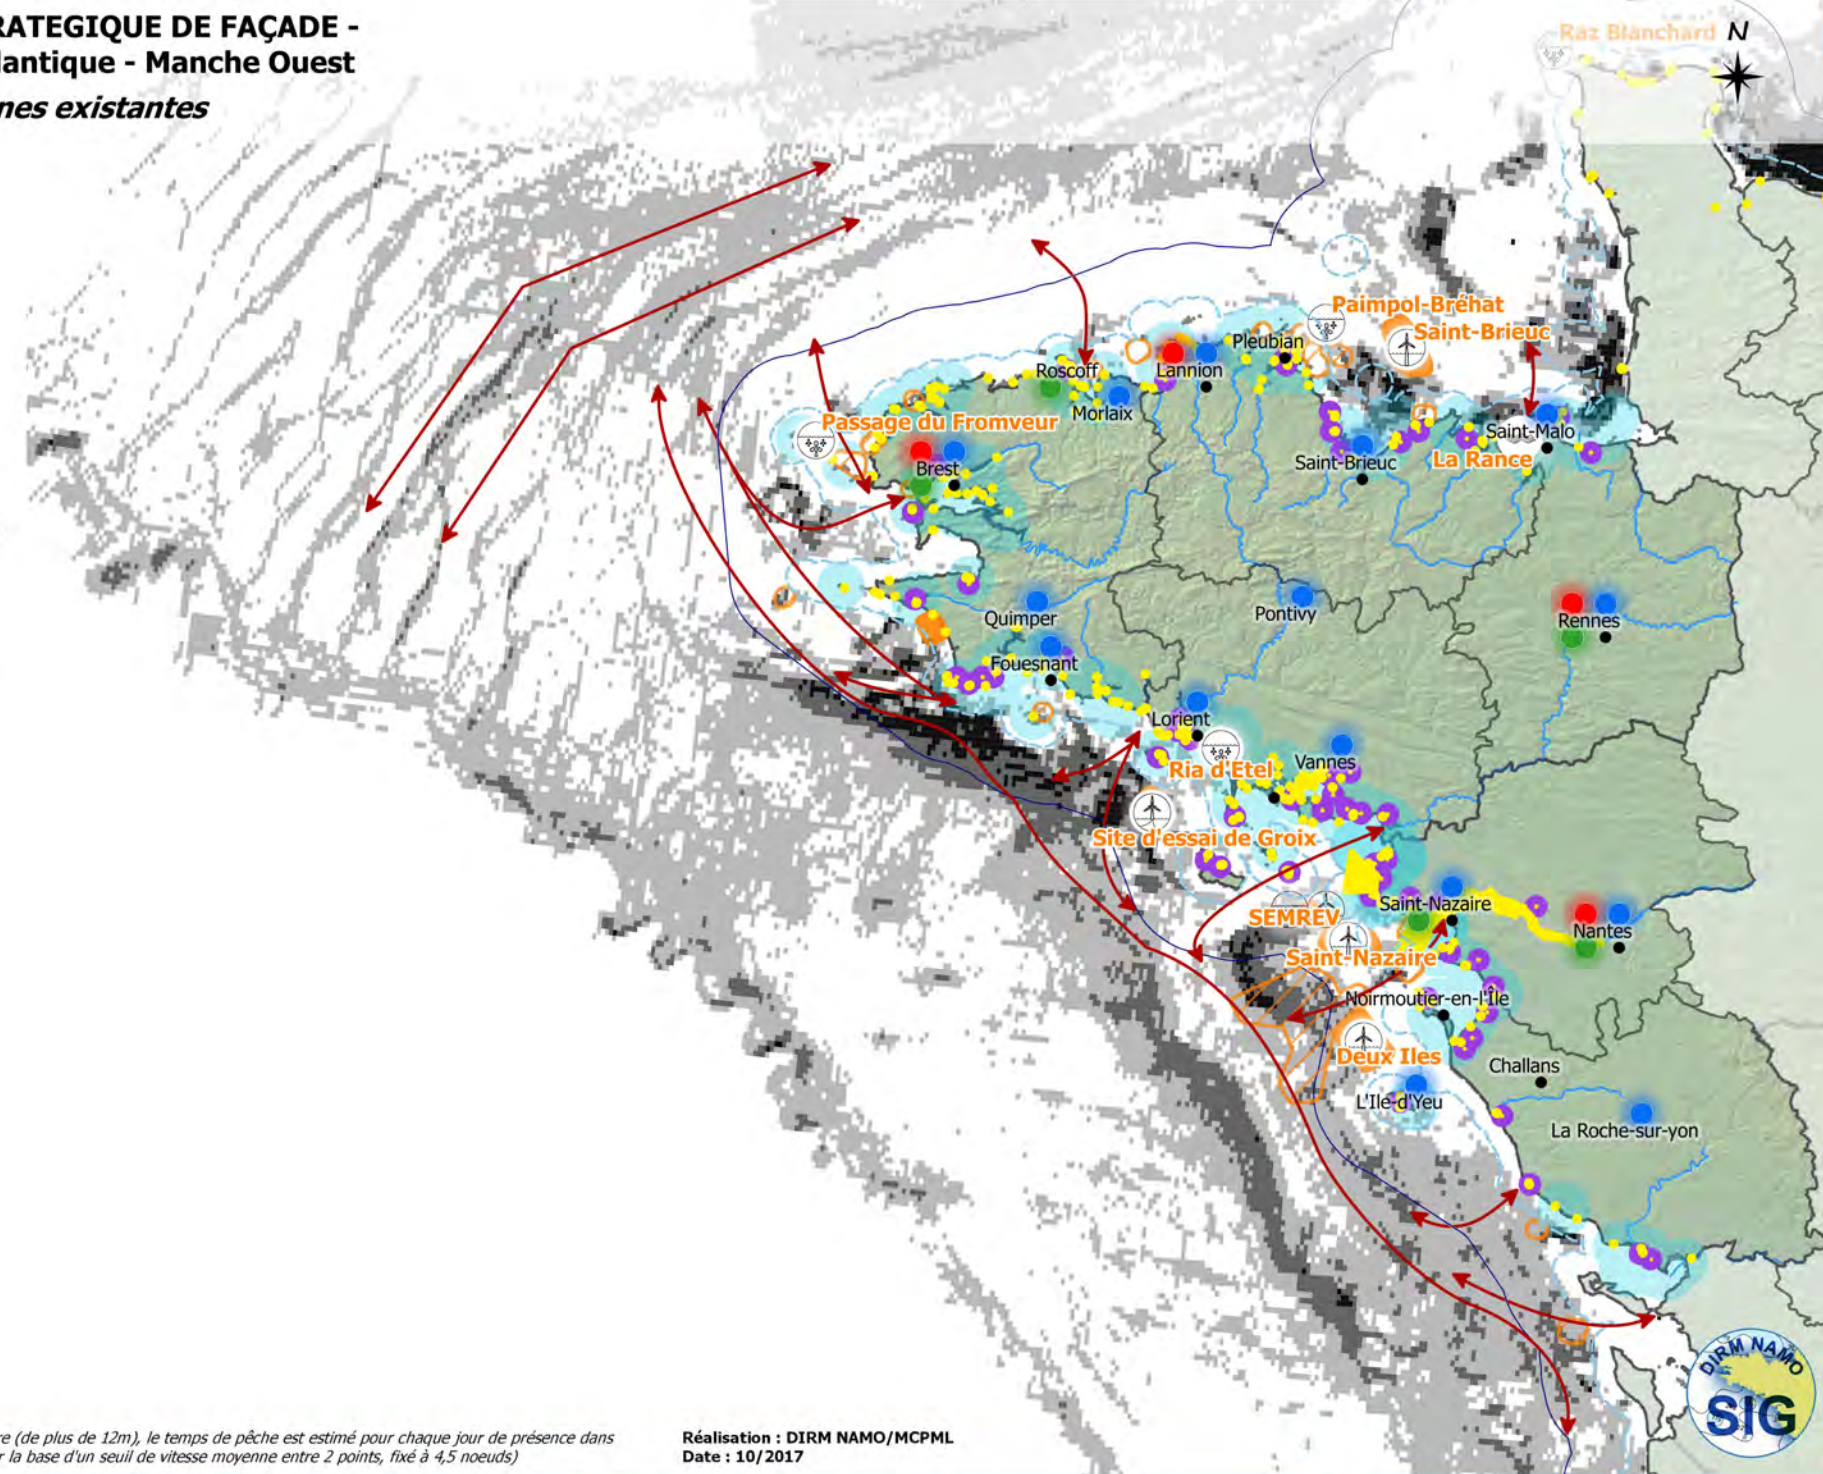 RATEGIQUE DE FAÇADE -
lantique - Manche Ouest
nes existantes
Raz Blanchard
N
Paimpol-Bréhat
Saint-Brieuc
Pleubian
Roscoff
Lannion
Morlaix
Passage du Fromveur
Saint-Malo
Brest
Saint-Brieuc
La Rance
Quimper
Pontivy
Rennes
Fouesnant
Lorient
Ria d'Etel
Vannes
Site d'essai de Groix
SEMREV
Saint-Nazaire
Nantes
Saint-Nazaire
Noirmoutier-en-l'Île
Deux Iles
Challans
L'Ile-d'Yeu
La Roche-sur-yon
DIRM NAMO
SIG
re (de plus de 12m), le temps de pêche est estimé pour chaque jour de présence dans
r la base d'un seuil de vitesse moyenne entre 2 points, fixé à 4,5 noeuds)
Réalisation : DIRM NAMO/MCPML
Date : 10/2017